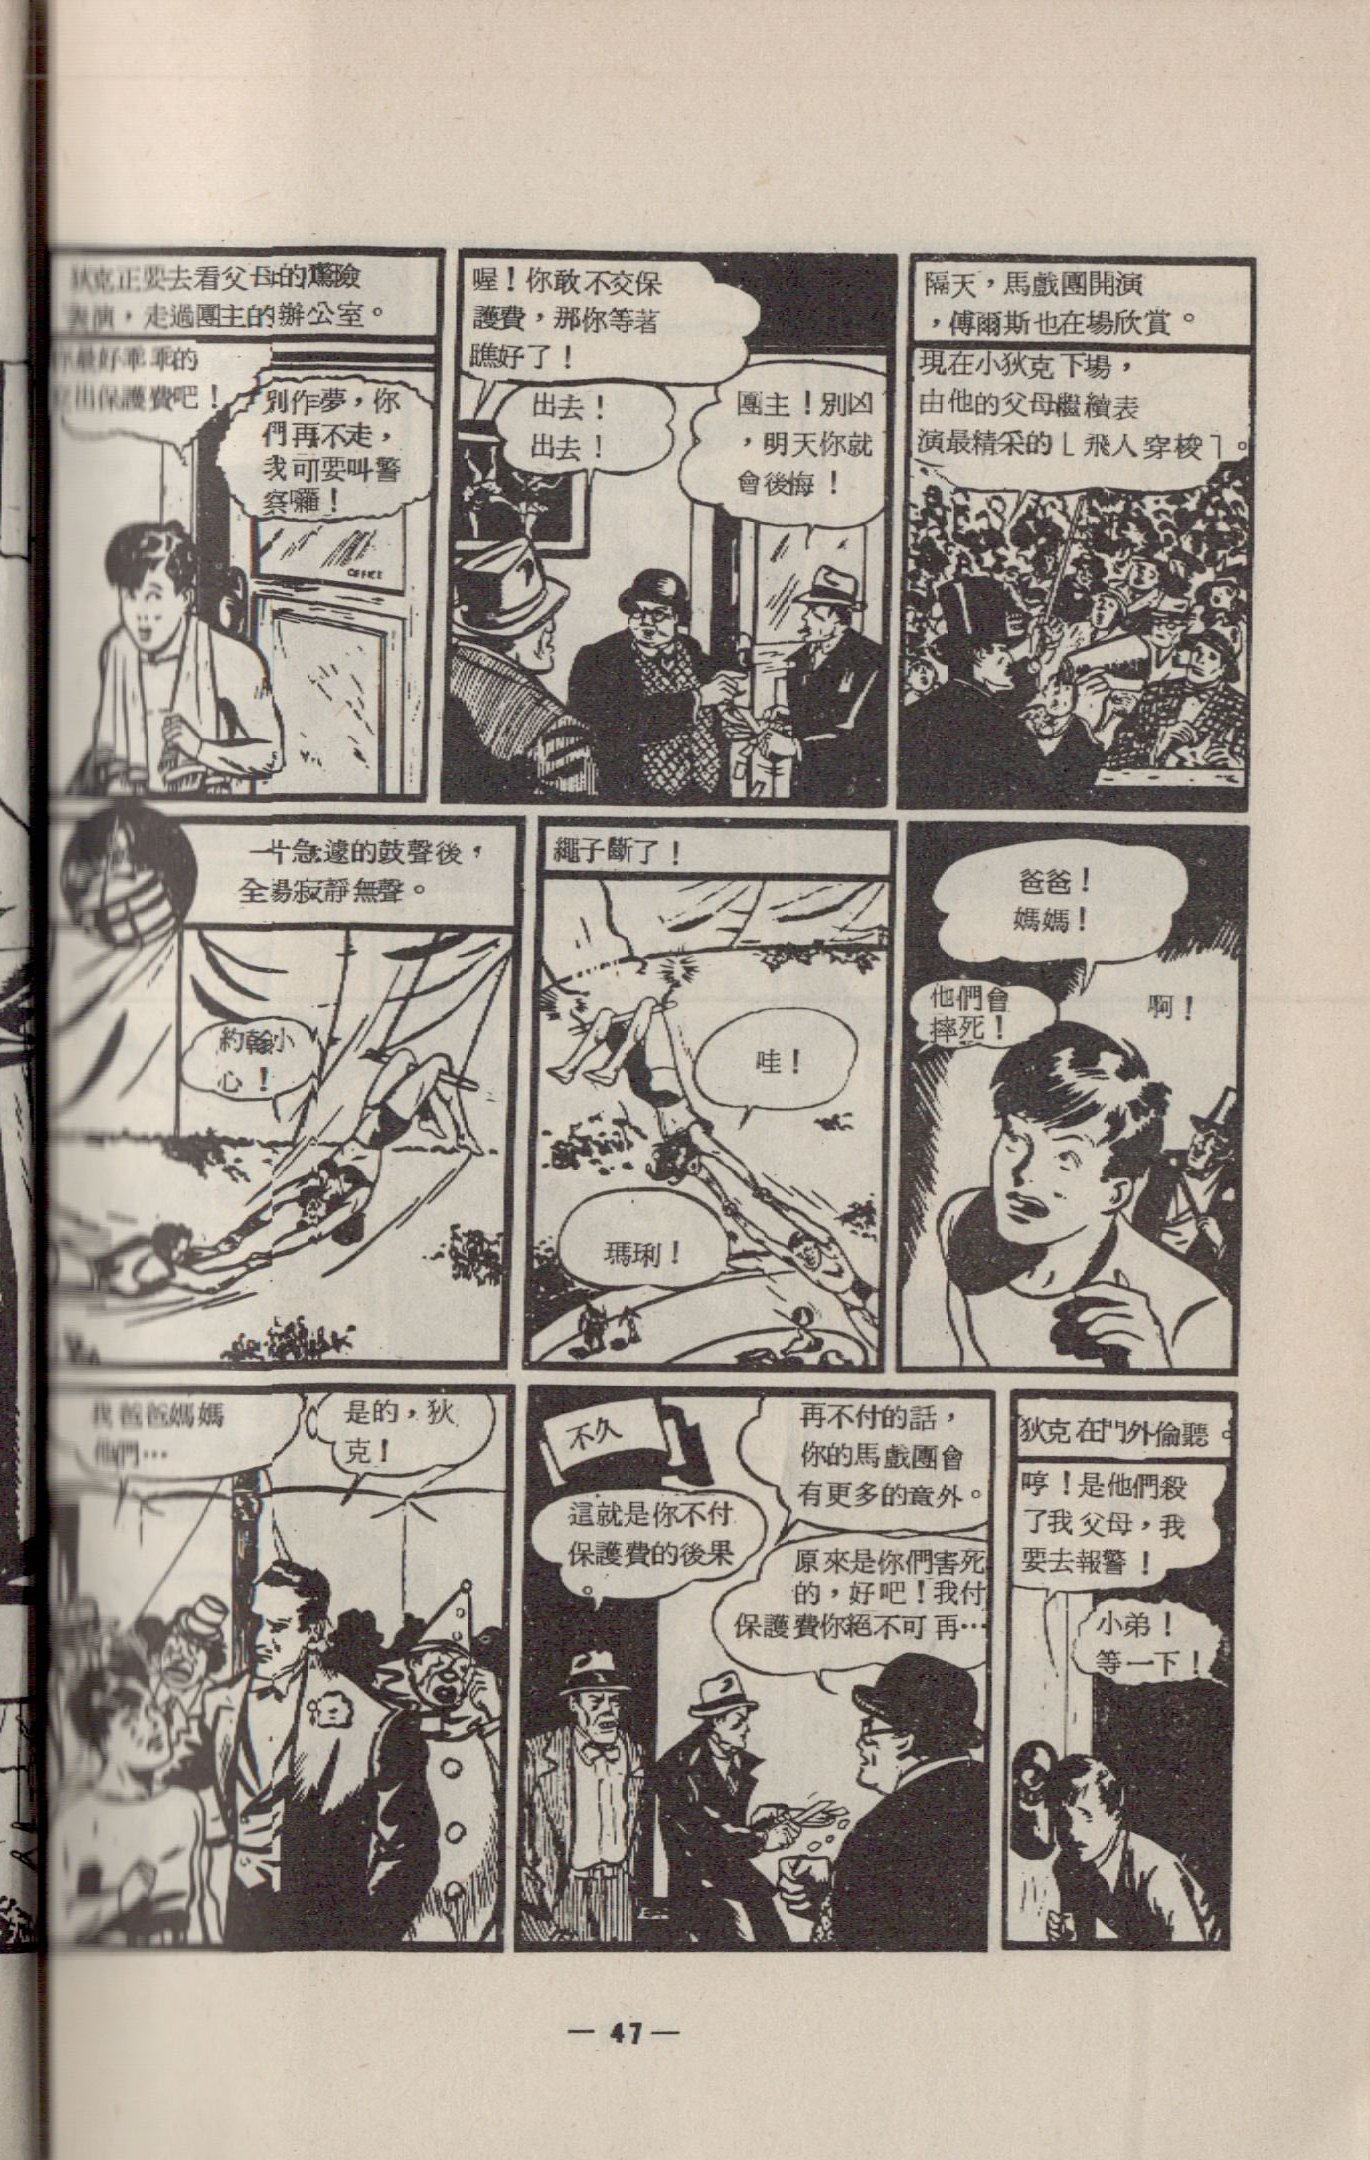 狄克正要去看父母的驚險
表演，走過團主的辦公室。
你最好乖乖的
出保護費吧！
別作夢，你
們再不走，
我可要叫警
察囉！
OFFICE
喔！你敢不交保
護費，那你等著
瞧好了！
出去！
出去！
團主！別凶
，明天你就
會後悔！
隔天，馬戲團開演
，傅爾斯也在場欣賞。
現在小狄克下場，
由他的父母繼續表
演最精采的「飛人穿梭」。
一片急遽的鼓聲後，
全場寂靜無聲。
約翰小
心！
繩子斷了！
哇！
瑪琍！
爸爸！
媽媽！
他們會
摔死！
啊！
我爸爸媽媽
他們…
是的，狄
克！
不久
再不付的話，
你的馬戲團會
有更多的意外。
這就是你不付
保護費的後果
。
原來是你們害死
的，好吧！我付
保護費你絕不可再…
狄克在門外偷聽。
哼！是他們殺
了我父母，我
要去報警！
小弟！
等一下！
— 47 —